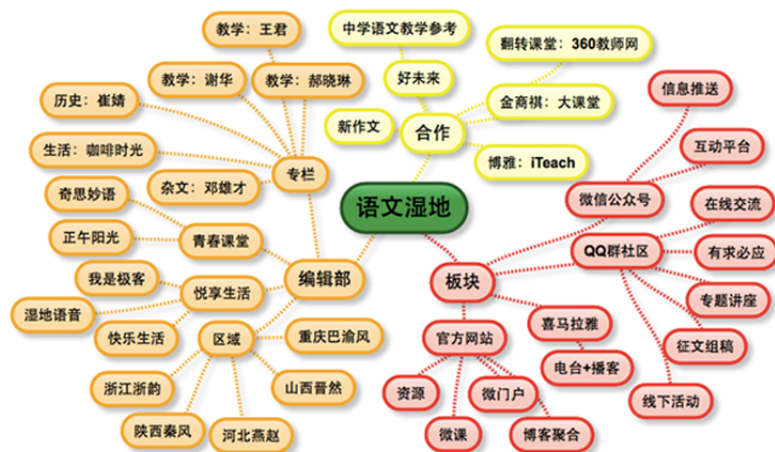 语文湿地
合作
中学语文教学参考
好未来
新作文
翻转课堂：360教师网
金商祺：大课堂
博雅：iTeach
编辑部
专栏
教学：王君
教学：谢华
教学：郝晓琳
历史：崔婧
生活：咖啡时光
杂文：邓雄才
青春课堂
奇思妙语
正午阳光
悦享生活
我是极客
湿地语音
快乐生活
区域
重庆巴渝风
浙江浙韵
陕西秦风
河北燕赵
山西晋然
板块
微信公众号
信息推送
互动平台
QQ群社区
在线交流
有求必应
专题讲座
征文组稿
线下活动
喜马拉雅
电台+播客
官方网站
资源
微课
微门户
博客聚合